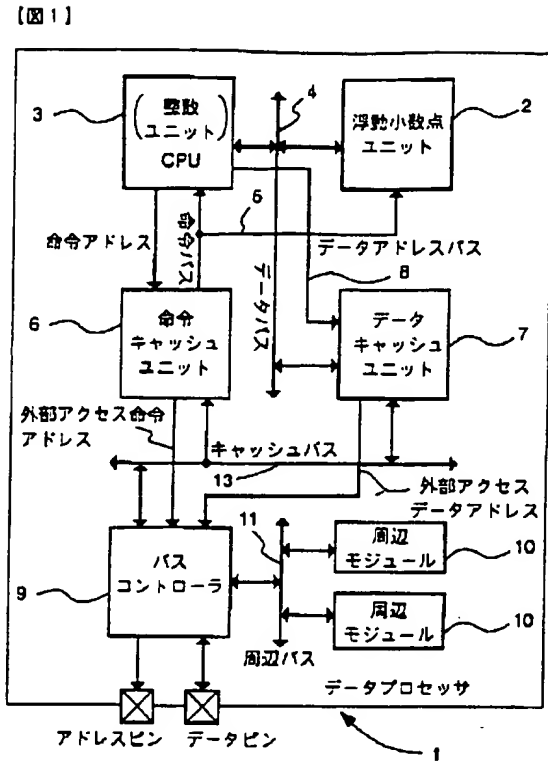 【図1】
3
整数
ユニット
CPU
4
浮動小数点
ユニット
2
命令アドレス
命令バス
5
データアドレスバス
8
データバス
6
命令
キャッシュ
ユニット
データ
キャッシュ
ユニット
7
外部アクセス命令
アドレス
キャッシュバス
13
外部アクセス
データアドレス
9
バス
コントローラ
11
周辺
モジュール
10
周辺
モジュール
10
周辺バス
データプロセッサ
アドレスピン
データピン
1